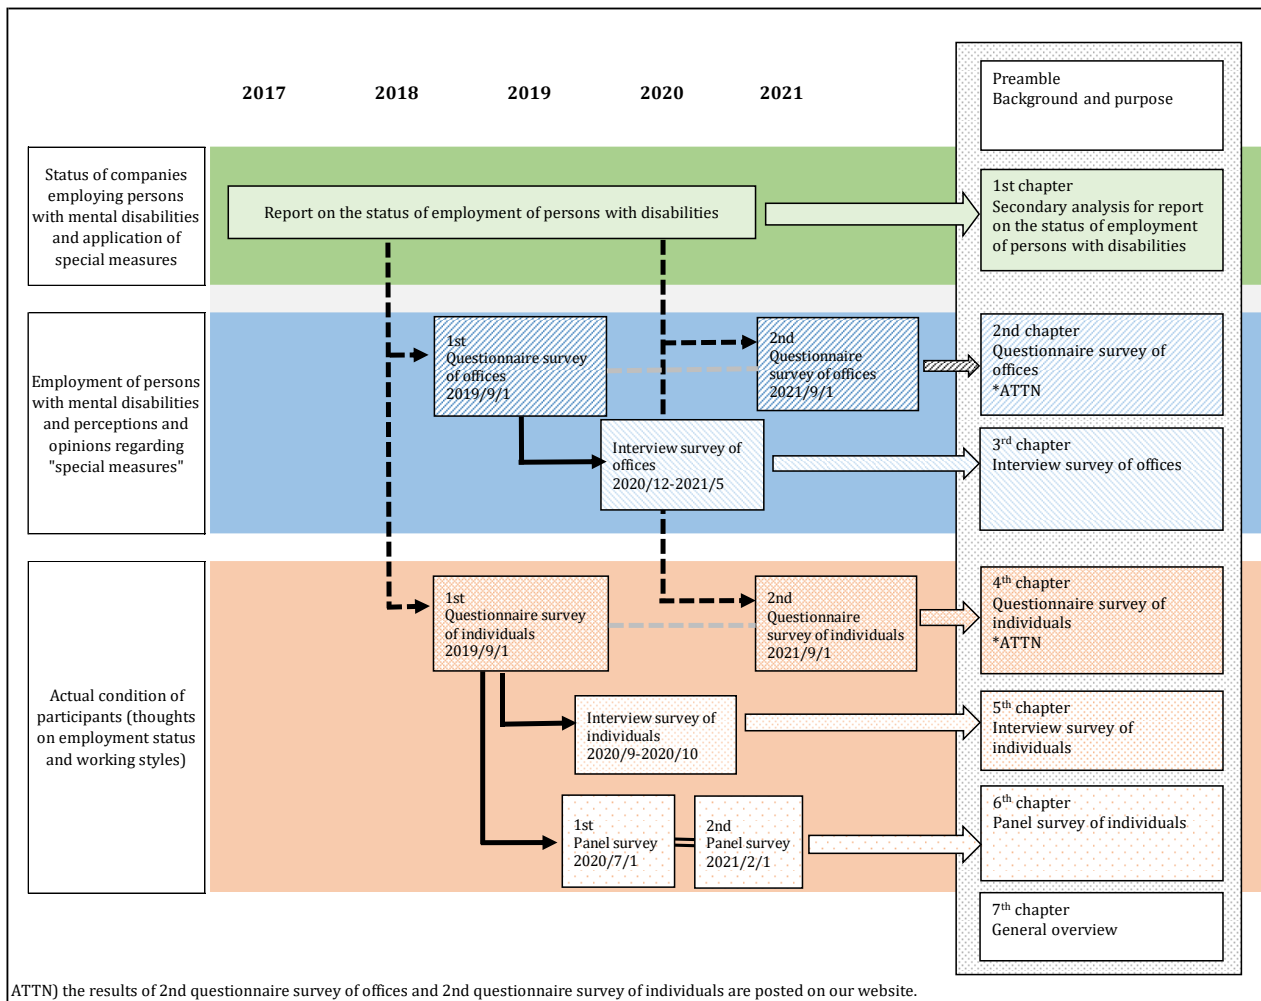 2017 2018 2019 2020 2021
Preamble
Background and purpose
Status of companies
employing persons
with mental disabilities
and application of
special measures
Report on the status of employment of persons with disabilities
1st chapter
Secondary analysis for report
on the status of employment
of persons with disabilities
Employment of persons
with mental disabilities
and perceptions and
opinions regarding
"special measures"
1st
Questionnaire survey
of offices
2019/9/1
2nd
Questionnaire
survey of offices
2021/9/1
2nd chapter
Questionnaire survey of
offices
*ATTN
Interview survey of
offices
2020/12-2021/5
3rd chapter
Interview survey of offices
Actual condition of
participants (thoughts
on employment status
and working styles)
1st
Questionnaire survey
of individuals
2019/9/1
2nd
Questionnaire
survey of individuals
2021/9/1
4th chapter
Questionnaire survey of
individuals
*ATTN
Interview survey of
individuals
2020/9-2020/10
5th chapter
Interview survey of
individuals
1st
Panel survey
2020/7/1
2nd
Panel survey
2021/2/1
6th chapter
Panel survey of individuals
7th chapter
General overview
ATTN) the results of 2nd questionnaire survey of offices and 2nd questionnaire survey of individuals are posted on our website.